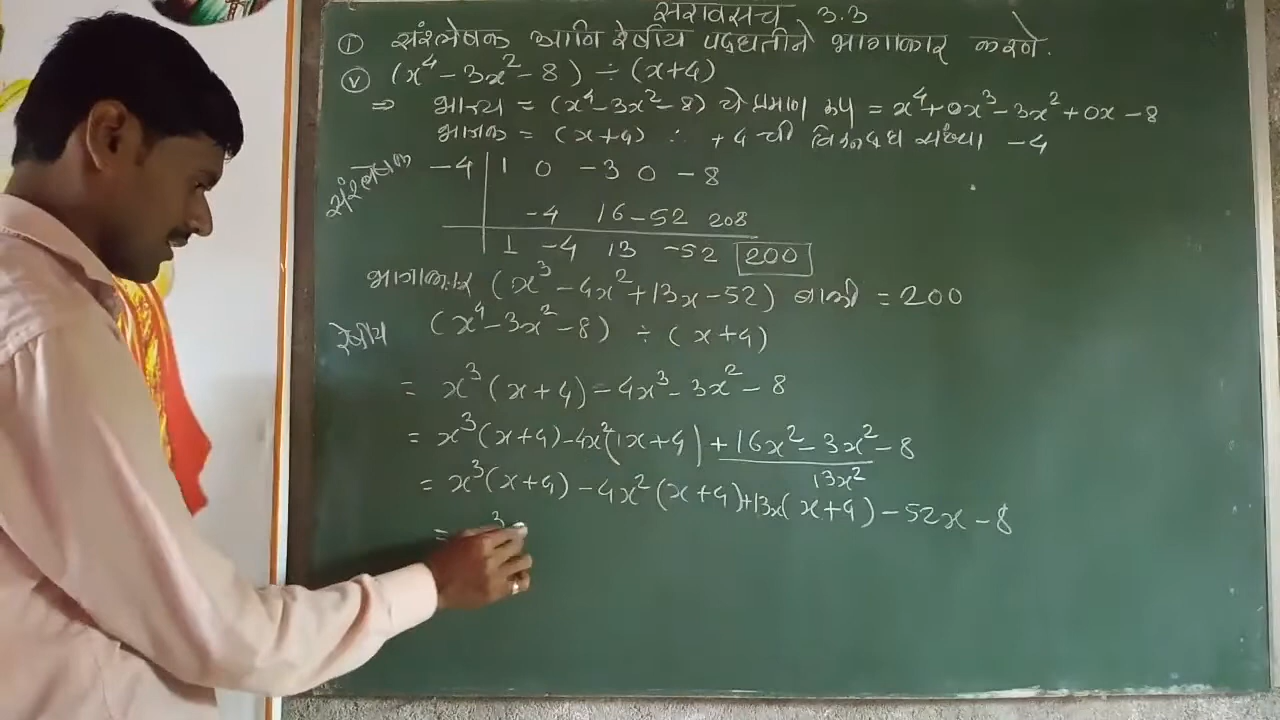 सरावसंच 3.3
① संश्लेषक आणि रेषीय पद्धतीने भागाकार करणे.
ⓥ (x⁴ - 3x² - 8) ÷ (x+4)
⇒ भाज्य = (x⁴ - 3x² - 8) चे प्रमाण रूप = x⁴ + 0x³ - 3x² + 0x - 8
भाजक = (x+4) ∴ +4 ची विरुद्ध संख्या -4
संश्लेषक -4 | 1 0 -3 0 -8
-4 16 -52 208
1 -4 13 -52 200
भागाकार (x³ - 4x² + 13x - 52) बाकी = 200
रेषीय (x⁴ - 3x² - 8) ÷ (x+4)
= x³(x+4) - 4x³ - 3x² - 8
= x³(x+4) - 4x²(x+4) + 16x² - 3x² - 8
13x²
= x³(x+4) - 4x²(x+4) + 13x(x+4) - 52x - 8
= 3